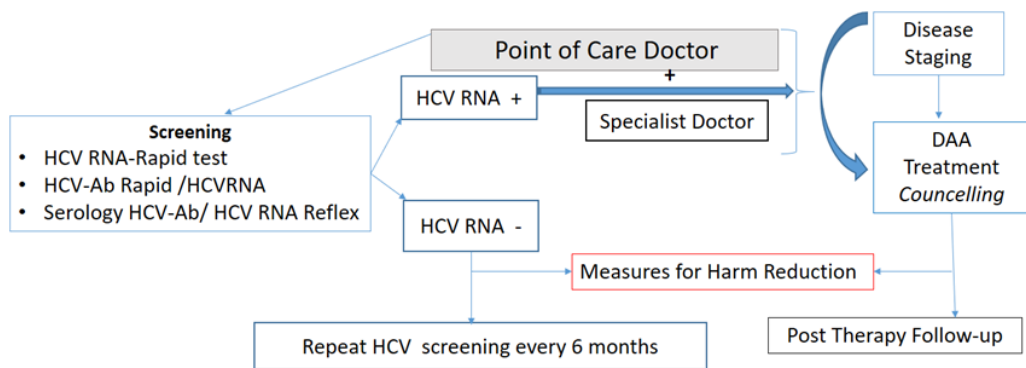 Point of Care Doctor
+
HCV RNA +
Specialist Doctor
Disease
Staging
Screening
• HCV RNA-Rapid test
• HCV-Ab Rapid /HCVRNA
• Serology HCV-Ab/ HCV RNA Reflex
DAA
Treatment
Councelling
HCV RNA -
Measures for Harm Reduction
Repeat HCV screening every 6 months
Post Therapy Follow-up